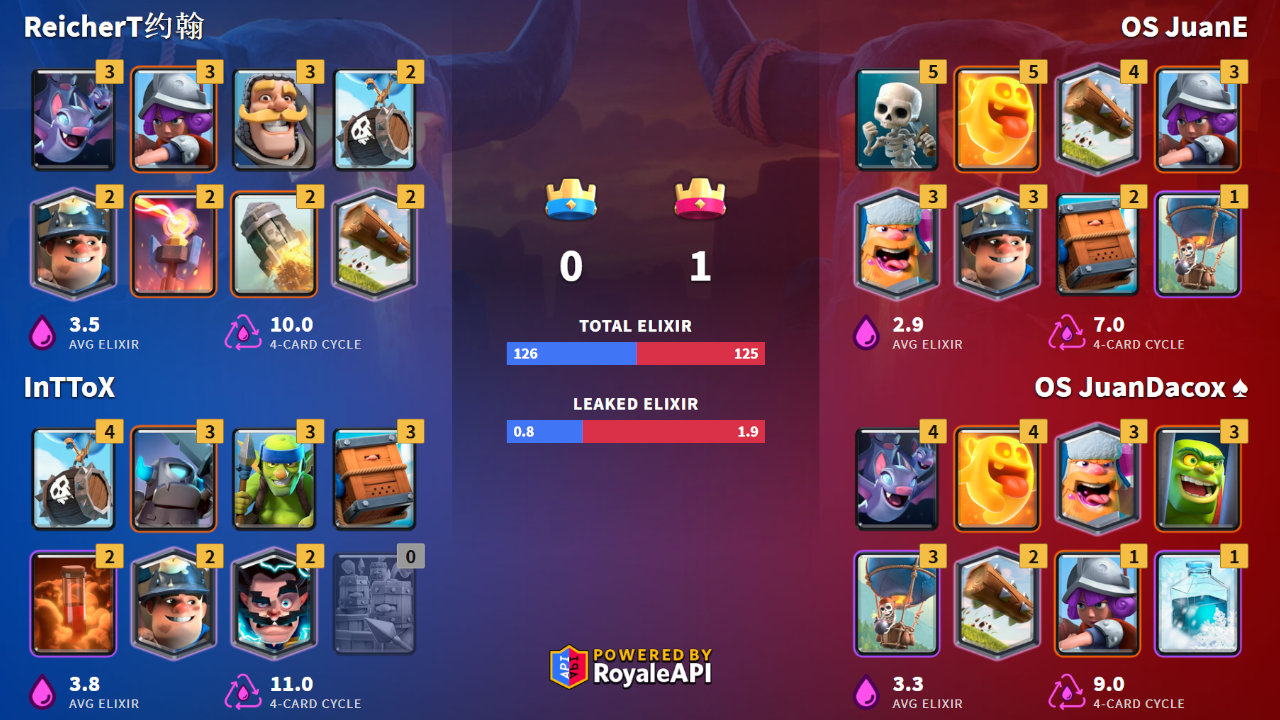 ReicherT约翰
3 3 3 2
2 2 2 2
3.5
AVG ELIXIR
10.0
4-CARD CYCLE
InTToX
4 3 3 3
2 2 2 0
3.8
AVG ELIXIR
11.0
4-CARD CYCLE
0 1
TOTAL ELIXIR
126 125
LEAKED ELIXIR
0.8 1.9
API
POWERED BY
RoyaleAPI
OS JuanE
5 5 4 3
3 3 2 1
2.9
AVG ELIXIR
7.0
4-CARD CYCLE
OS JuanDacox ♠
4 4 3 3
3 2 1 1
3.3
AVG ELIXIR
9.0
4-CARD CYCLE